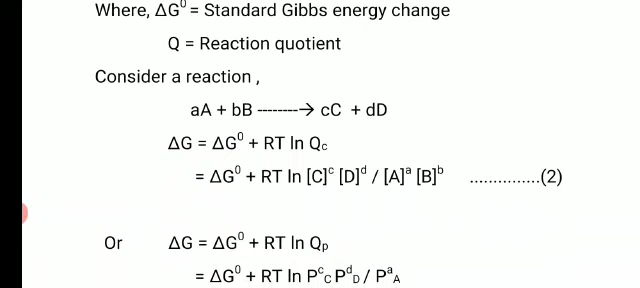 Where, ΔG⁰ = Standard Gibbs energy change
Q = Reaction quotient
Consider a reaction ,
aA + bB --------→ cC + dD
ΔG = ΔG⁰ + RT ln Qc
= ΔG⁰ + RT ln [C]ᶜ [D]ᵈ / [A]ᵃ [B]ᵇ ...............(2)
Or ΔG = ΔG⁰ + RT ln Qₚ
= ΔG⁰ + RT ln PᶜC PᵈD / PᵃA